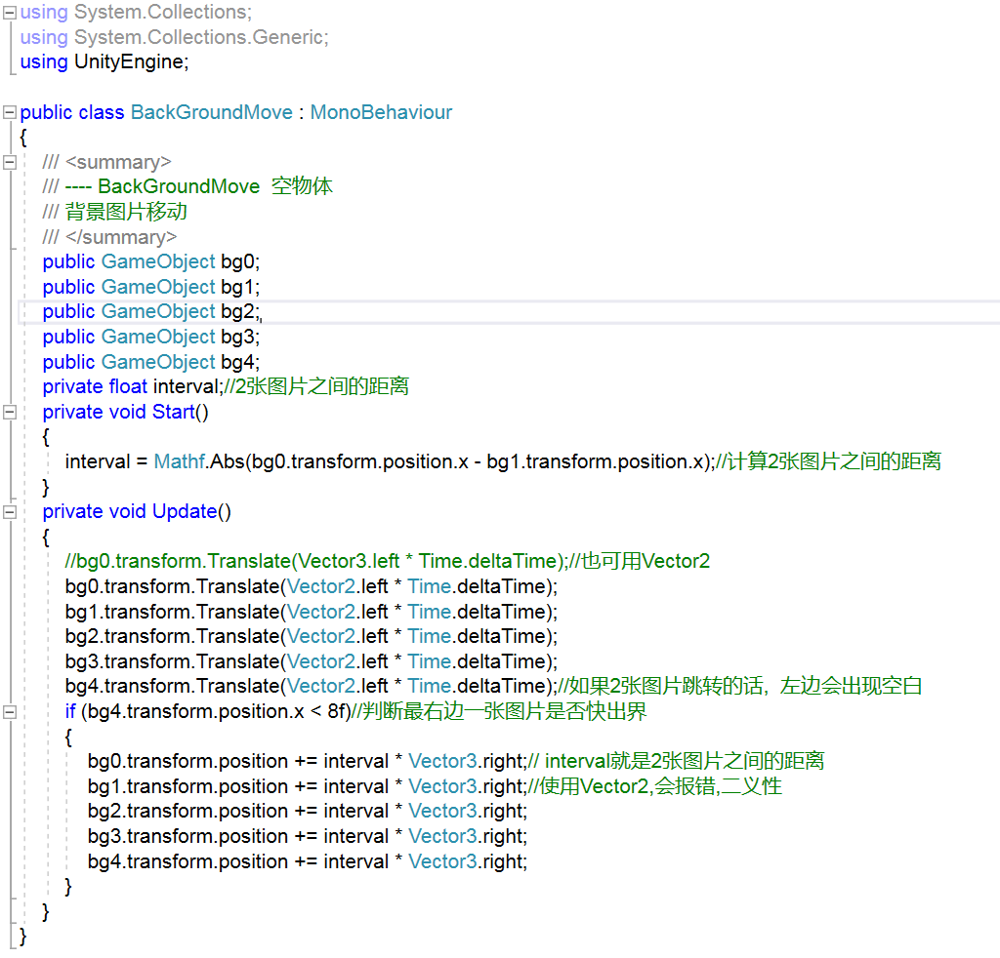 using System.Collections;
using System.Collections.Generic;
using UnityEngine;
public class BackGroundMove : MonoBehaviour
{
/// <summary>
/// ---- BackGroundMove  空物体
/// 背景图片移动
/// </summary>
public GameObject bg0;
public GameObject bg1;
public GameObject bg2;
public GameObject bg3;
public GameObject bg4;
private float interval;//2张图片之间的距离
private void Start()
{
interval = Mathf.Abs(bg0.transform.position.x - bg1.transform.position.x);//计算2张图片之间的距离
}
private void Update()
{
//bg0.transform.Translate(Vector3.left * Time.deltaTime);//也可用Vector2
bg0.transform.Translate(Vector2.left * Time.deltaTime);
bg1.transform.Translate(Vector2.left * Time.deltaTime);
bg2.transform.Translate(Vector2.left * Time.deltaTime);
bg3.transform.Translate(Vector2.left * Time.deltaTime);
bg4.transform.Translate(Vector2.left * Time.deltaTime);//如果2张图片跳转的话，左边会出现空白
if (bg4.transform.position.x < 8f)//判断最右边一张图片是否快出界
{
bg0.transform.position += interval * Vector3.right;// interval就是2张图片之间的距离
bg1.transform.position += interval * Vector3.right;//使用Vector2,会报错,二义性
bg2.transform.position += interval * Vector3.right;
bg3.transform.position += interval * Vector3.right;
bg4.transform.position += interval * Vector3.right;
}
}
}